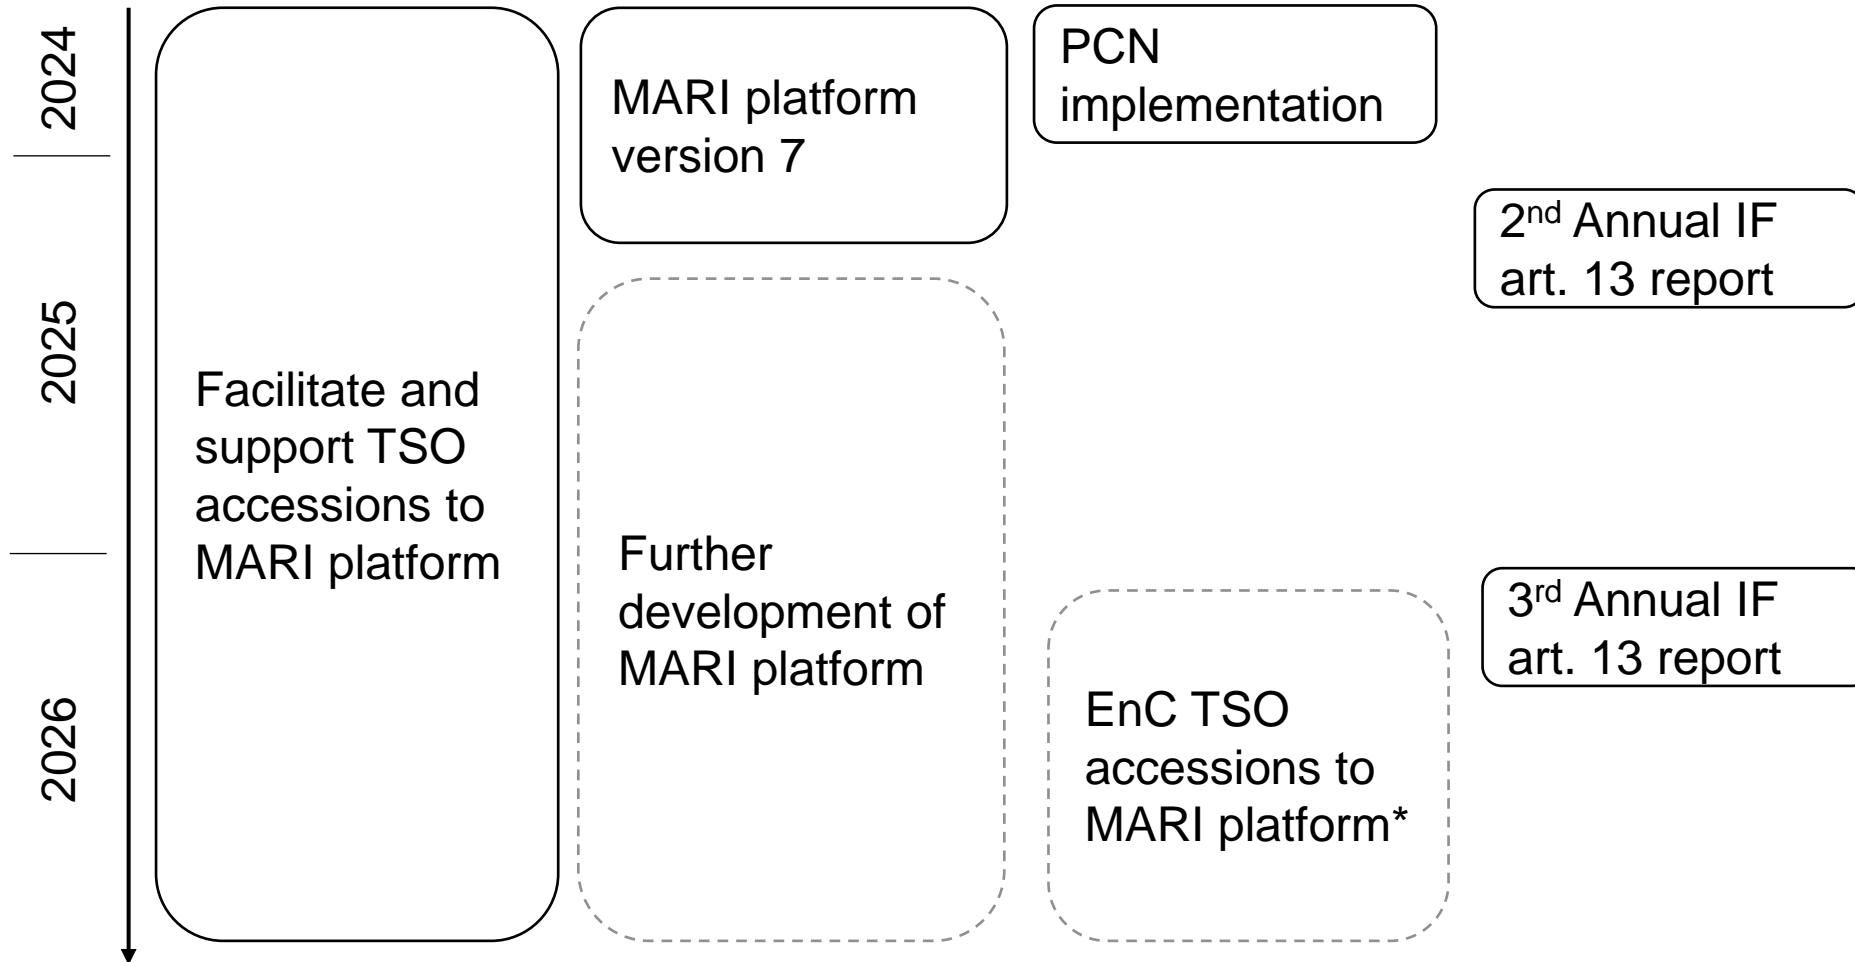 2024
2025
2026
Facilitate and
support TSO
accessions to
MARI platform
MARI platform
version 7
Further
development of
MARI platform
PCN
implementation
EnC TSO
accessions to
MARI platform*
2nd Annual IF
art. 13 report
3rd Annual IF
art. 13 report